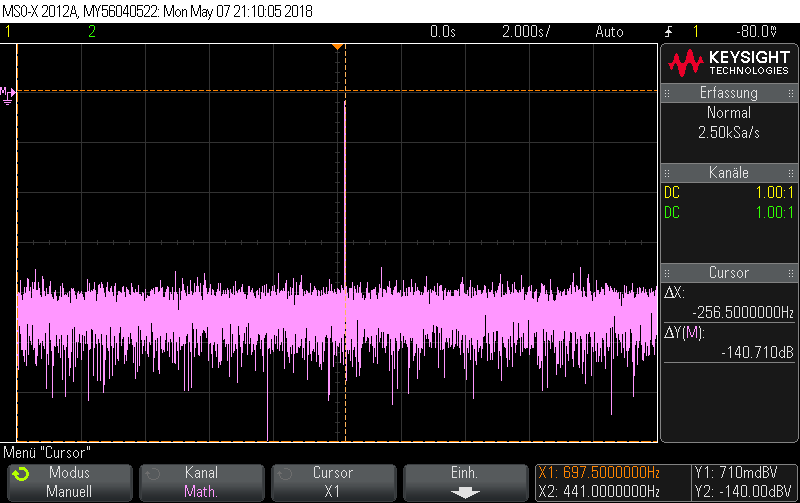 MSO-X 2012A, MY56040522: Mon May 07 21:10:05 2018
1 2 0.0s 2.000s/ Auto 1 -80.0V
M
KEYSIGHT
TECHNOLOGIES
Erfassung
Normal
2.50kSa/s
Kanäle
DC 1.00:1
DC 1.00:1
Cursor
ΔX:
-256.5000000Hz
ΔY(M):
-140.710dB
Menü "Cursor"
Modus
Manuell
Kanal
Math.
Cursor
X1
Einh.
X1: 697.5000000Hz
X2: 441.0000000Hz
Y1: 710mdBV
Y2: -140.00dBV